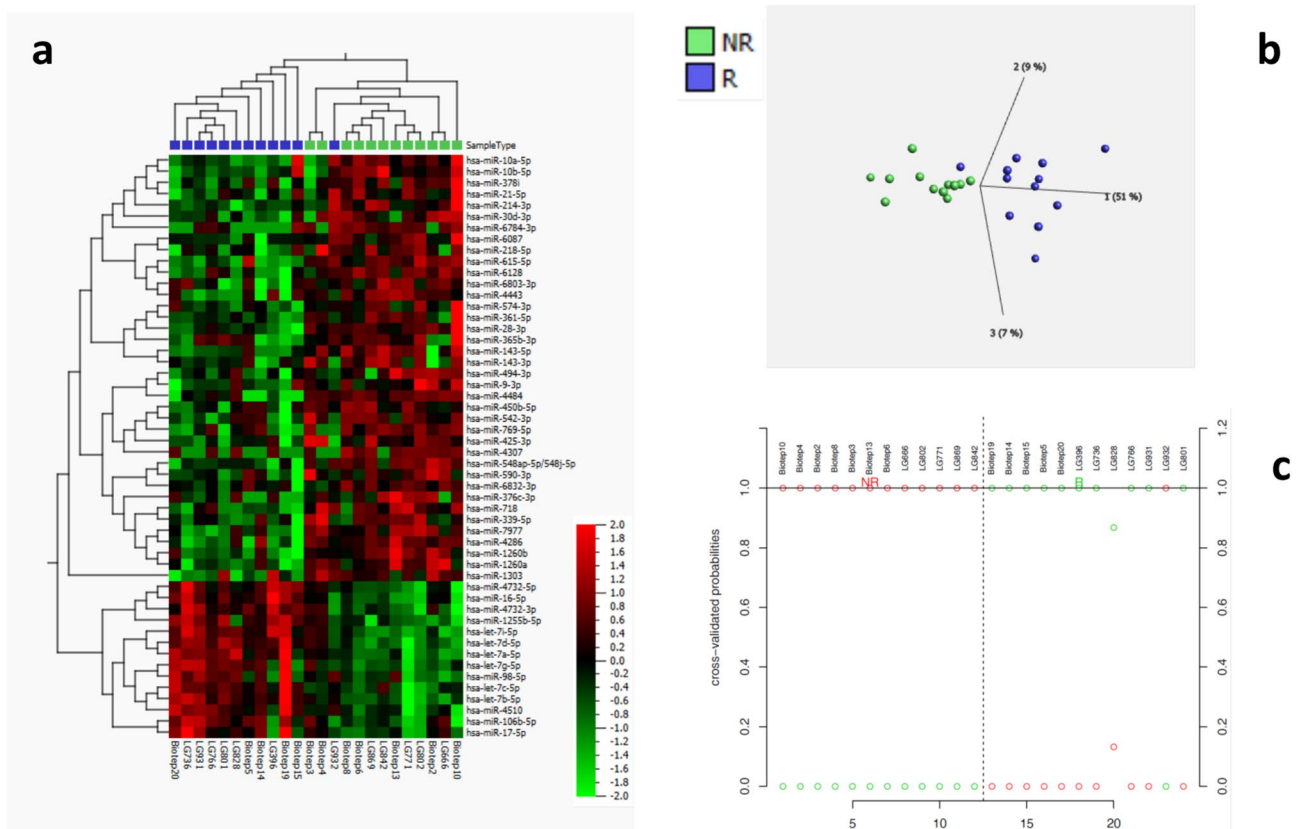 a
SampleType
hsa-miR-10a-5p
hsa-miR-10b-5p
hsa-miR-378i
hsa-miR-21-5p
hsa-miR-214-3p
hsa-miR-30d-3p
hsa-miR-6784-3p
hsa-miR-6087
hsa-miR-218-5p
hsa-miR-615-5p
hsa-miR-6128
hsa-miR-6803-3p
hsa-miR-4443
hsa-miR-574-3p
hsa-miR-361-5p
hsa-miR-28-3p
hsa-miR-365b-3p
hsa-miR-143-5p
hsa-miR-143-3p
hsa-miR-494-3p
hsa-miR-9-3p
hsa-miR-4484
hsa-miR-450b-5p
hsa-miR-542-3p
hsa-miR-769-5p
hsa-miR-425-3p
hsa-miR-4307
hsa-miR-548ap-5p/548j-5p
hsa-miR-590-3p
hsa-miR-6832-3p
hsa-miR-376c-3p
hsa-miR-718
hsa-miR-339-5p
hsa-miR-7977
hsa-miR-4286
hsa-miR-1260b
hsa-miR-1260a
hsa-miR-1303
hsa-miR-4732-5p
hsa-miR-16-5p
hsa-miR-4732-3p
hsa-miR-1255b-5p
hsa-let-7i-5p
hsa-let-7d-5p
hsa-let-7a-5p
hsa-let-7g-5p
hsa-miR-98-5p
hsa-let-7c-5p
hsa-let-7b-5p
hsa-miR-4510
hsa-miR-106b-5p
hsa-miR-17-5p
Biotep20
LG736
LG931
LG766
LG801
LG828
Biotep5
Biotep14
LG396
Biotep19
Biotep15
Biotep3
Biotep4
LG932
Biotep8
Biotep6
LG869
LG842
Biotep13
LG771
LG802
Biotep2
LG666
Biotep10
2.0
1.8
1.6
1.4
1.2
1.0
0.8
0.6
0.4
0.2
0.0
-0.2
-0.4
-0.6
-0.8
-1.0
-1.2
-1.4
-1.6
-1.8
-2.0
NR
R
b
2 (9 %)
1 (51 %)
3 (7 %)
c
Biotep10
Biotep4
Biotep2
Biotep8
Biotep3
Biotep13
Biotep6
LG666
LG802
LG771
LG869
LG842
Biotep19
Biotep14
Biotep15
Biotep5
Biotep20
LG396
LG736
LG828
LG766
LG931
LG932
LG801
NR
R
cross-validated probabilities
1.0
0.8
0.6
0.4
0.2
0.0
1.2
1.0
0.8
0.6
0.4
0.2
0.0
5
10
15
20